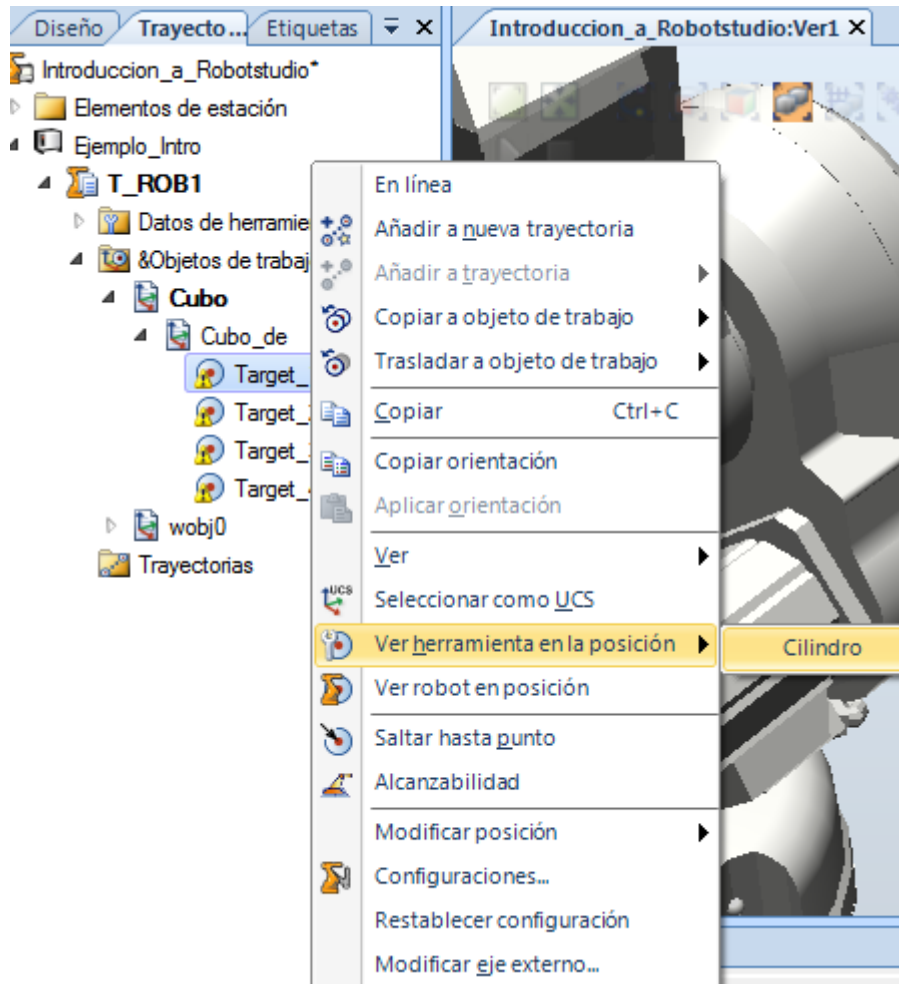 Diseño Trayecto... Etiquetas
Introduccion_a_Robotstudio:Ver1
Introduccion_a_Robotstudio*
Elementos de estación
Ejemplo_Intro
T_ROB1
Datos de herramie
&Objetos de trabaj
Cubo
Cubo_de
Target_
Target_
Target_
Target_
wobj0
Trayectorias
En línea
Añadir a nueva trayectoria
Añadir a trayectoria
Copiar a objeto de trabajo
Trasladar a objeto de trabajo
Copiar Ctrl+C
Copiar orientación
Aplicar orientación
Ver
UCS Seleccionar como UCS
Ver herramienta en la posición
Cilindro
Ver robot en posición
Saltar hasta punto
Alcanzabilidad
Modificar posición
Configuraciones...
Restablecer configuración
Modificar eje externo...